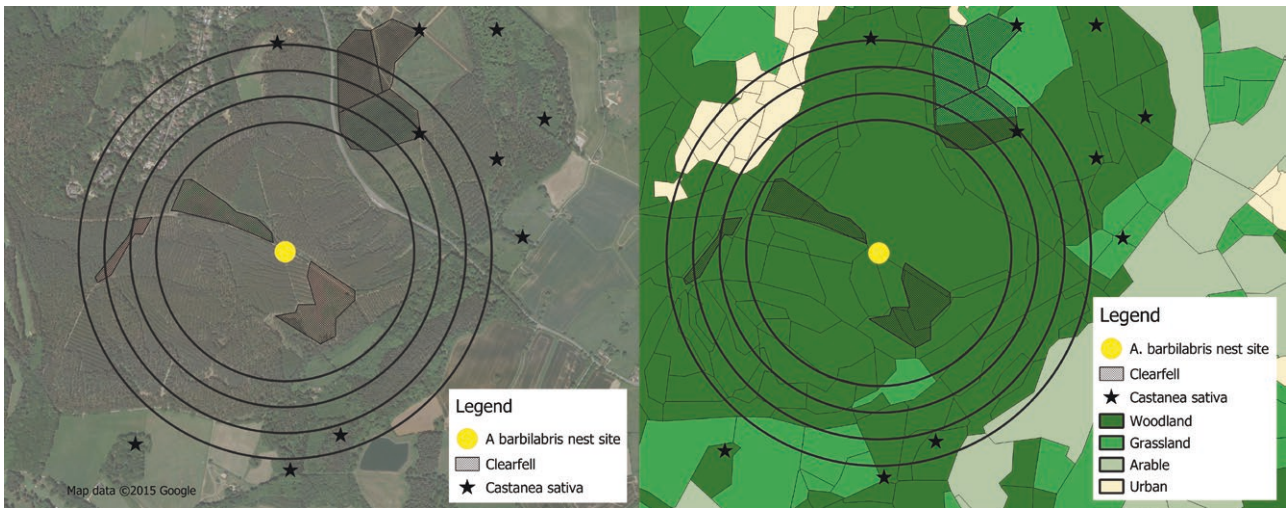 Legend
A barbilabris nest site
Clearfell
Castanea sativa
Map data ©2015 Google
Legend
A. barbilabris nest site
Clearfell
Castanea sativa
Woodland
Grassland
Arable
Urban